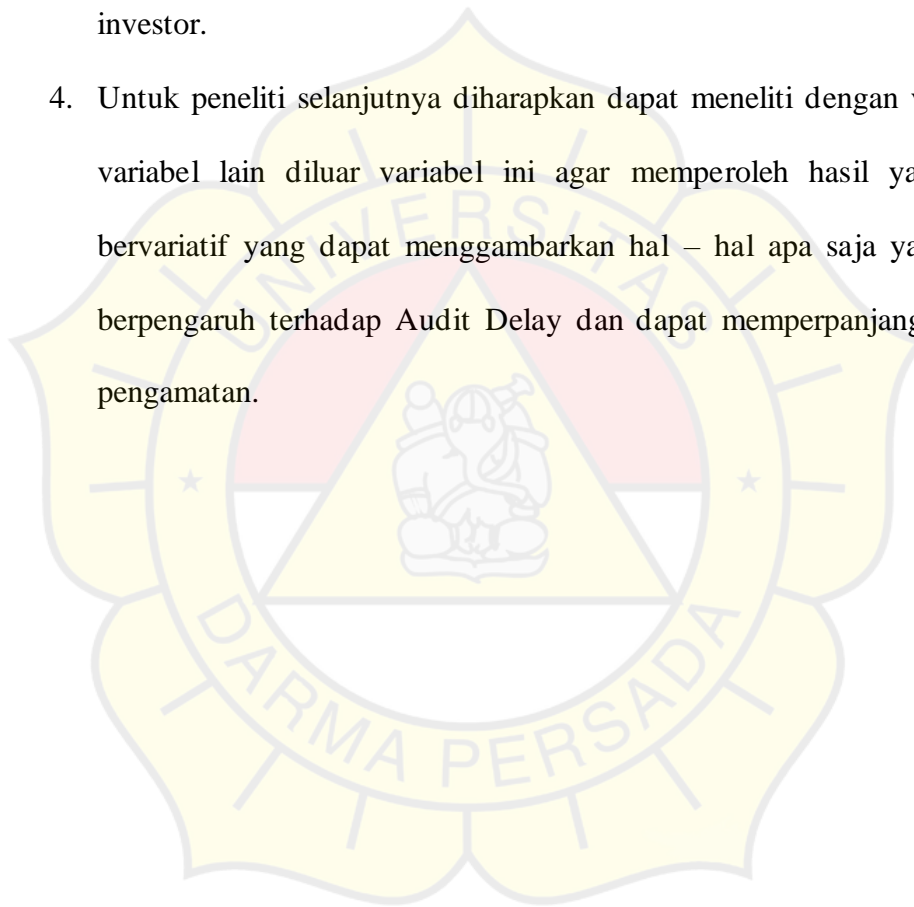 investor.
4. Untuk peneliti selanjutnya diharapkan dapat meneliti dengan
variabel lain diluar variabel ini agar memperoleh hasil
bervariatif yang dapat menggambarkan hal – hal apa saja
berpengaruh terhadap Audit Delay dan dapat memperpanjang
pengamatan.
UNIVERSITAS
DARMA PERSADA